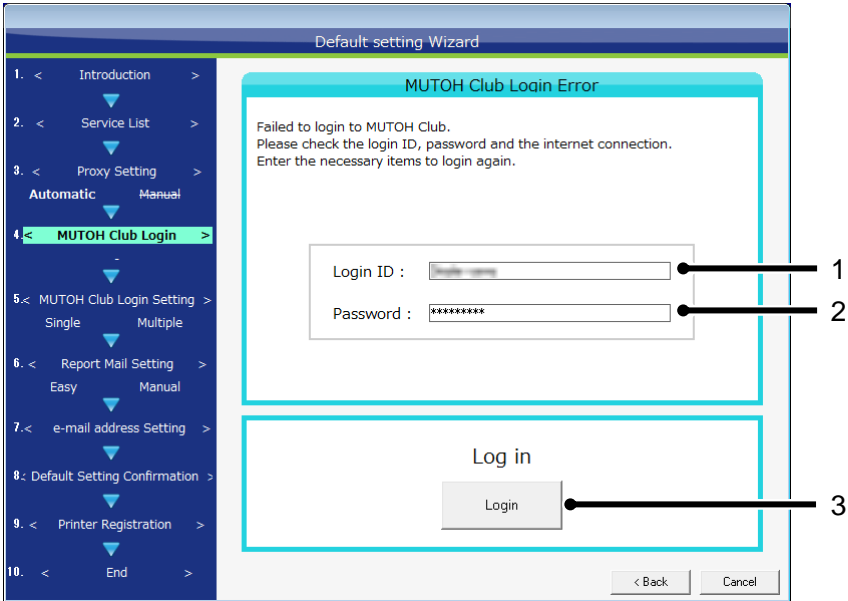 Default setting Wizard
1. < Introduction >
2. < Service List >
3. < Proxy Setting >
Automatic Manual
4.< MUTOH Club Login >
-
5.< MUTOH Club Login Setting >
Single Multiple
6. < Report Mail Setting >
Easy Manual
7.< e-mail address Setting >
8.< Default Setting Confirmation >
9. < Printer Registration >
10. < End >
MUTOH Club Login Error
Failed to login to MUTOH Club.
Please check the login ID, password and the internet connection.
Enter the necessary items to login again.
Login ID : 1
Password : ********* 2
Log in
Login 3
< Back Cancel